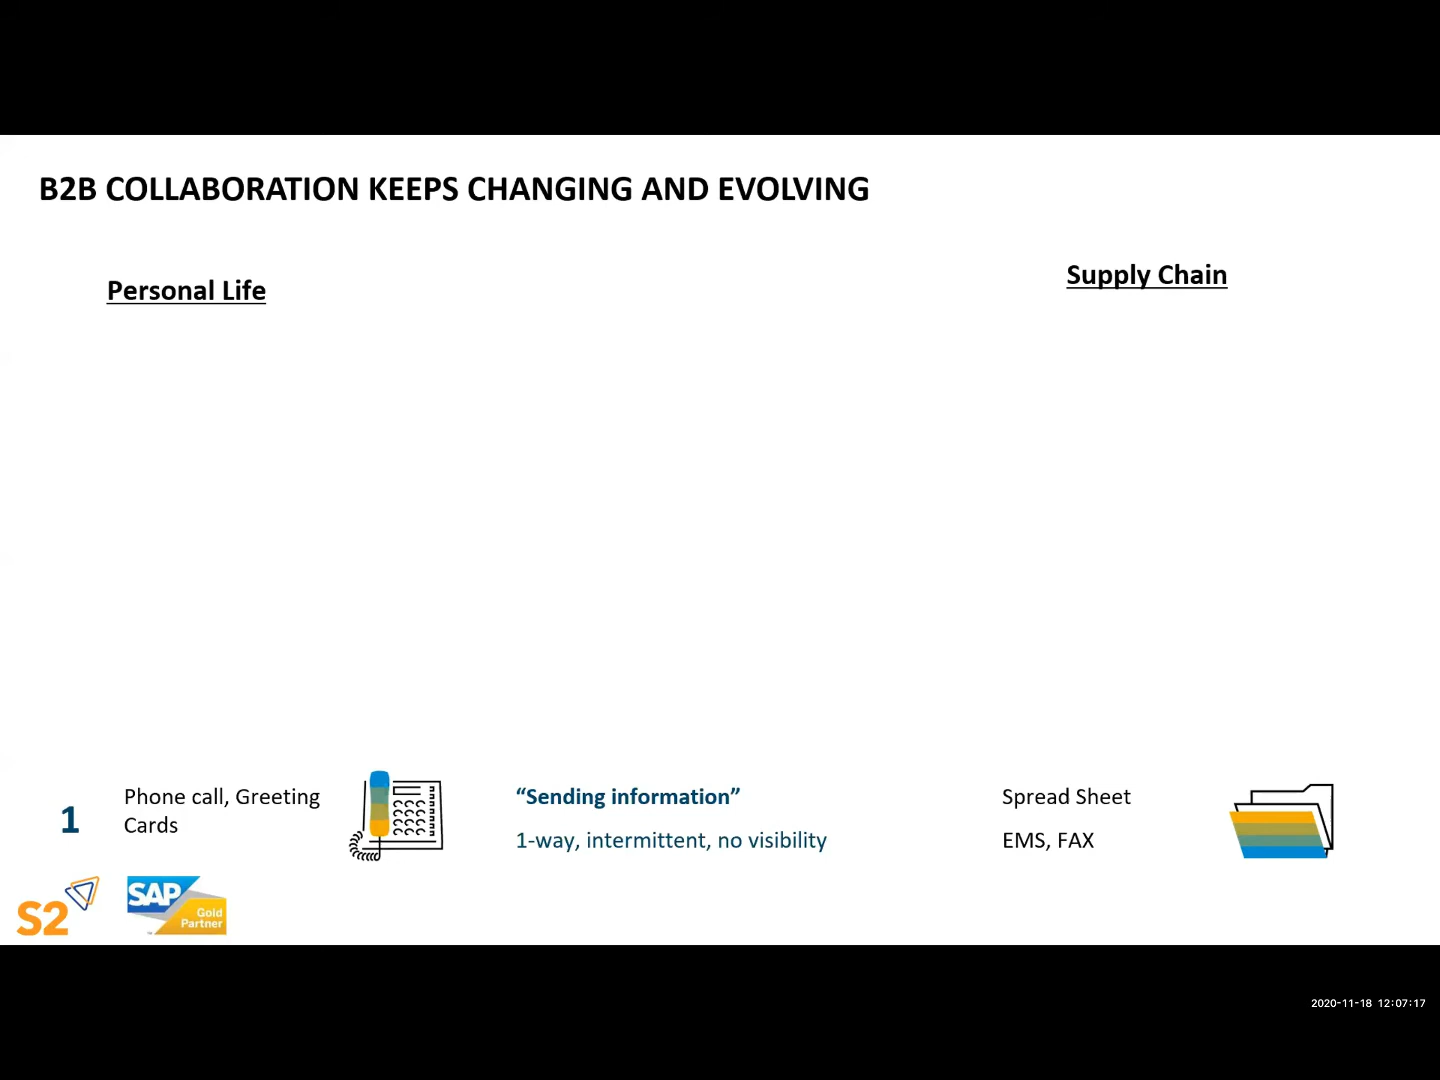 B2B COLLABORATION KEEPS CHANGING AND EVOLVING
Personal Life
Supply Chain
1
Phone call, Greeting
Cards
“Sending information”
1-way, intermittent, no visibility
Spread Sheet
EMS, FAX
S2
SAP
Gold
Partner
2020-11-18 12:07:17